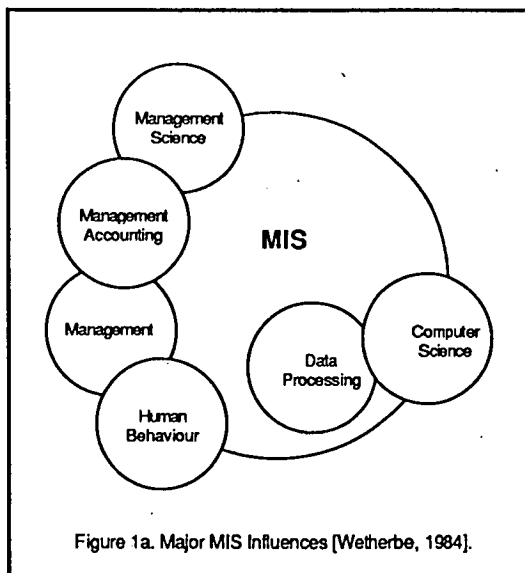 Management
Science
Management
Accounting
MIS
Management
Data
Processing
Computer
Science
Human
Behaviour
Figure 1a. Major MIS Influences [Wetherbe, 1984].